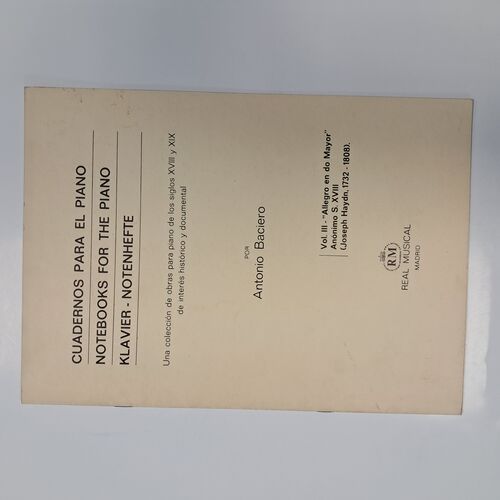 CUADERNOS PARA EL PIANO
NOTEBOOKS FOR THE PIANO
KLAVIER - NOTENHEFTE
Una colección de obras para piano de los siglos XVIII y XIX
de interés histórico y documental
POR
Antonio Baciero
Vol. III - "Allegro en do Mayor"
Anónimo S. XVIII
(Joseph Haydn, 1732 - 1808).
RM
REAL MUSICAL
MADRID